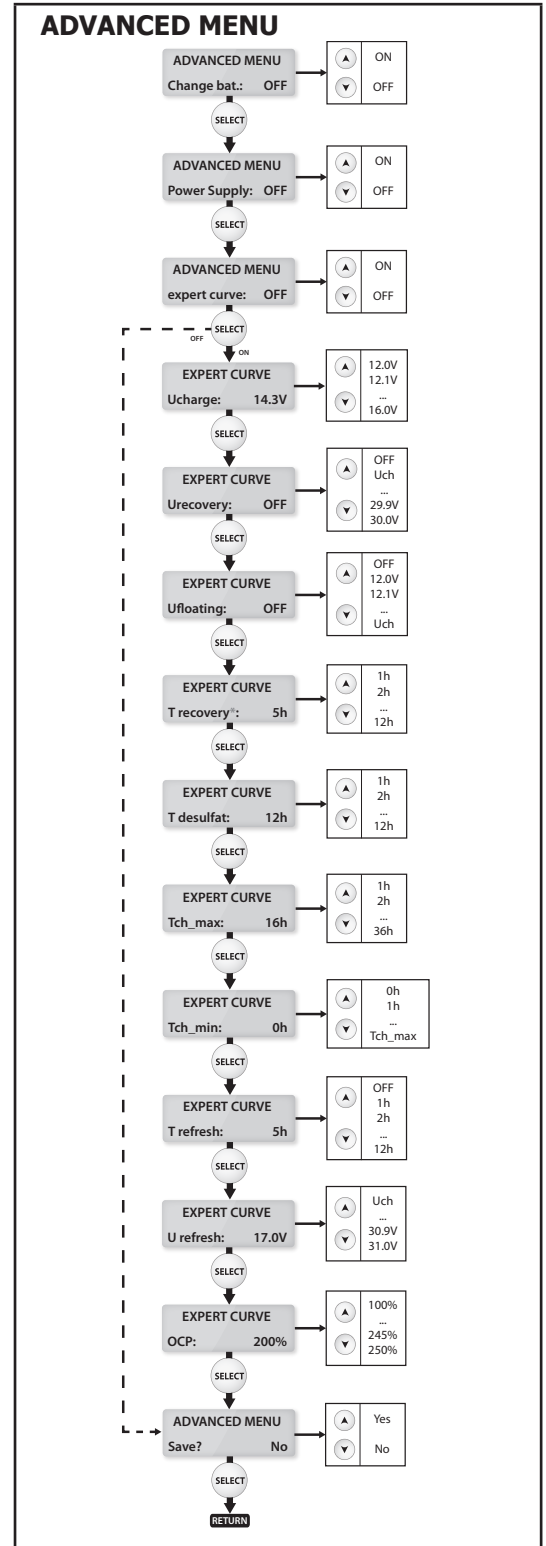 ADVANCED MENU
ADVANCED MENU
Change bat.: OFF
ON
OFF
SELECT
ADVANCED MENU
Power Supply: OFF
ON
OFF
SELECT
ADVANCED MENU
expert curve: OFF
ON
OFF
SELECT
OFF
ON
EXPERT CURVE
Ucharge: 14.3V
12.0V
12.1V
...
16.0V
SELECT
EXPERT CURVE
Urecovery: OFF
OFF
Uch
...
29.9V
30.0V
SELECT
EXPERT CURVE
Ufloating: OFF
OFF
12.0V
12.1V
...
Uch
SELECT
EXPERT CURVE
T recovery*: 5h
1h
2h
...
12h
SELECT
EXPERT CURVE
T desulfat: 12h
1h
2h
...
12h
SELECT
EXPERT CURVE
Tch_max: 16h
1h
2h
...
36h
SELECT
EXPERT CURVE
Tch_min: 0h
0h
1h
...
Tch_max
SELECT
EXPERT CURVE
T refresh: 5h
OFF
1h
2h
...
12h
SELECT
EXPERT CURVE
U refresh: 17.0V
Uch
...
30.9V
31.0V
SELECT
EXPERT CURVE
OCP: 200%
100%
...
245%
250%
SELECT
ADVANCED MENU
Save? No
Yes
No
SELECT
RETURN